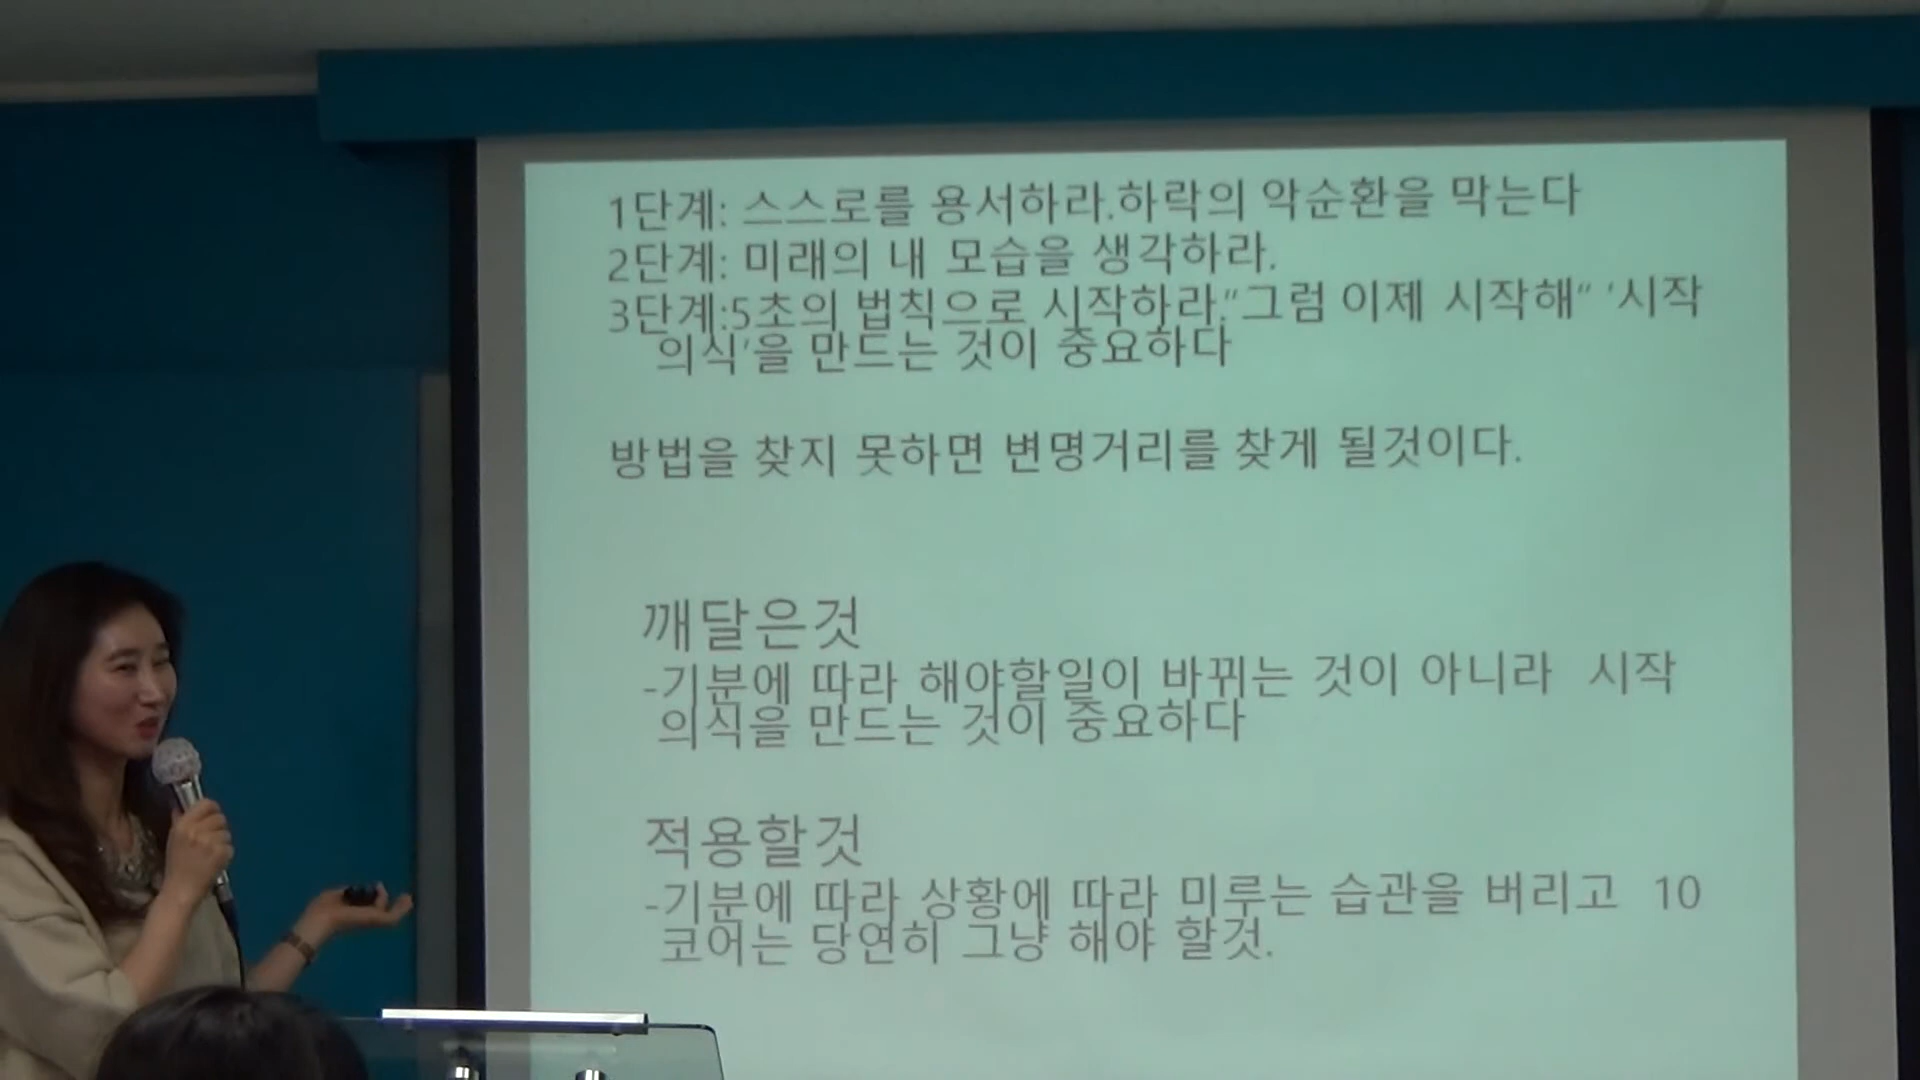 1단계: 스스로를 용서하라.하락의 악순환을 막는다
2단계: 미래의 내 모습을 생각하라.
3단계:5초의 법칙으로 시작하라.“그럼 이제 시작해“ ‘시작
의식’을 만드는 것이 중요하다
방법을 찾지 못하면 변명거리를 찾게 될것이다.
깨달은것
-기분에 따라 해야할일이 바뀌는 것이 아니라 시작
의식을 만드는 것이 중요하다
적용할것
-기분에 따라 상황에 따라 미루는 습관을 버리고 10
코어는 당연히 그냥 해야 할것.